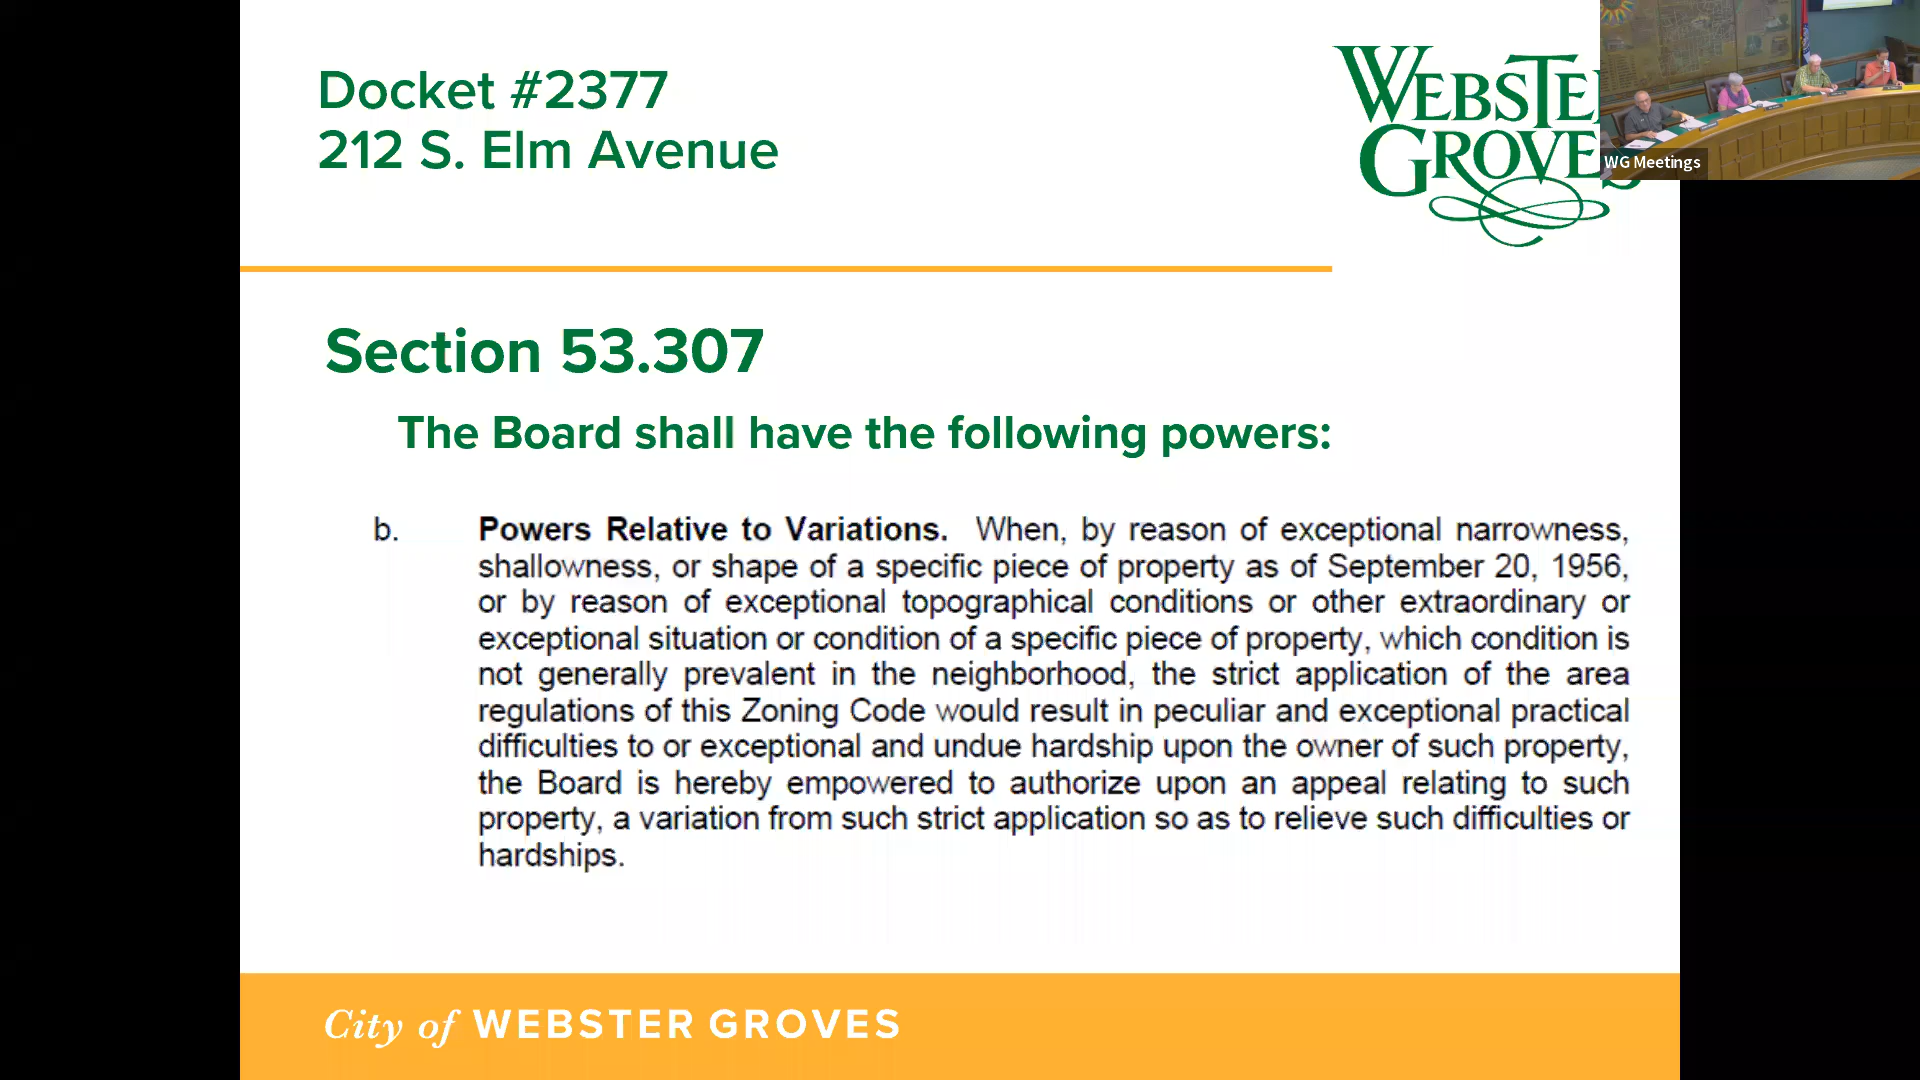 Docket #2377
212 S. Elm Avenue
WEBSTER
GROVES
WG Meetings
Section 53.307
The Board shall have the following powers:
b. Powers Relative to Variations. When, by reason of exceptional narrowness,
shallowness, or shape of a specific piece of property as of September 20, 1956,
or by reason of exceptional topographical conditions or other extraordinary or
exceptional situation or condition of a specific piece of property, which condition is
not generally prevalent in the neighborhood, the strict application of the area
regulations of this Zoning Code would result in peculiar and exceptional practical
difficulties to or exceptional and undue hardship upon the owner of such property,
the Board is hereby empowered to authorize upon an appeal relating to such
property, a variation from such strict application so as to relieve such difficulties or
hardships.
City of WEBSTER GROVES